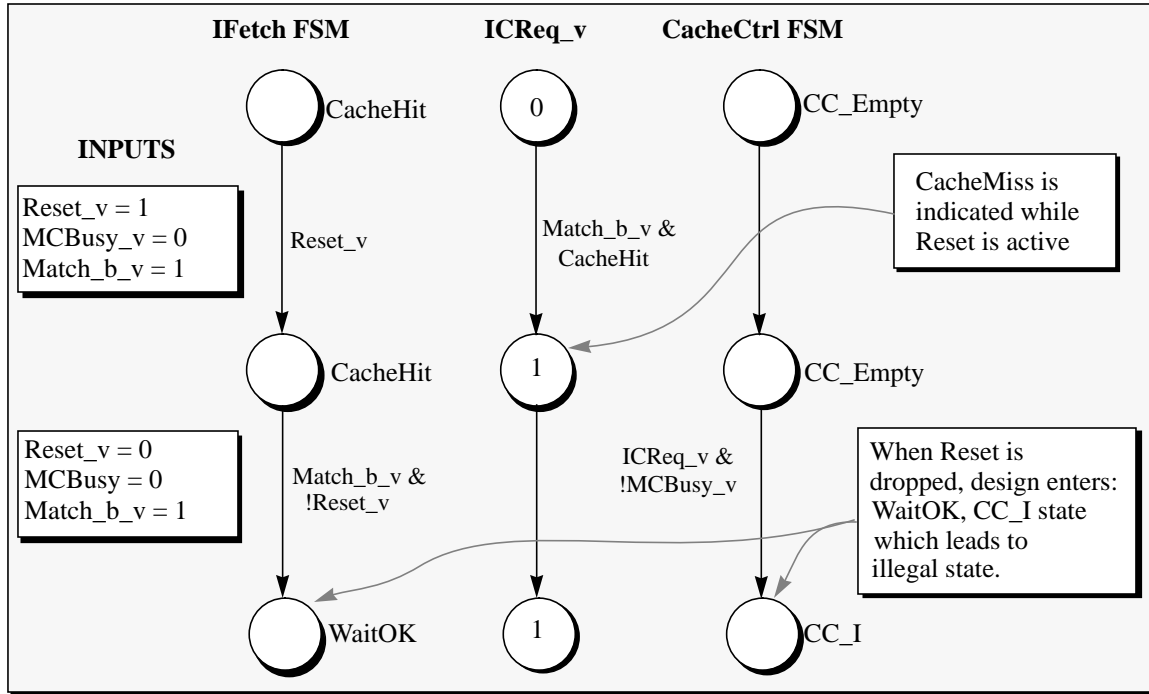 IFetch FSM
ICReq_v
CacheCtrl FSM
CacheHit
0
CC_Empty
INPUTS
Reset_v = 1
MCBusy_v = 0
Match_b_v = 1
Reset_v
Match_b_v &
CacheHit
CacheMiss is
indicated while
Reset is active
CacheHit
1
CC_Empty
Reset_v = 0
MCBusy = 0
Match_b_v = 1
Match_b_v &
!Reset_v
ICReq_v &
!MCBusy_v
When Reset is
dropped, design enters:
WaitOK, CC_I state
which leads to
illegal state.
WaitOK
1
CC_I